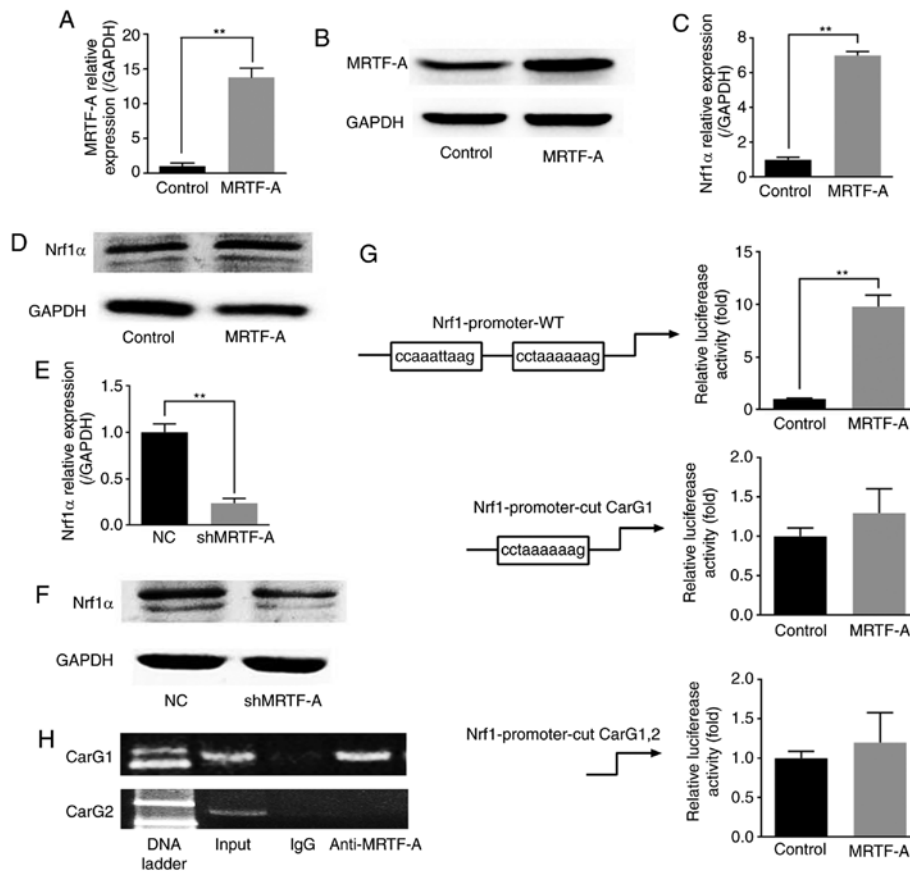 A
MRTF-A relative
expression (/GAPDH)
20
15
10
5
0
**
Control
MRTF-A
B
MRTF-A
GAPDH
Control
MRTF-A
C
Nrf1α relative expression
(/GAPDH)
8
6
4
2
0
**
Control
MRTF-A
D
Nrf1α
GAPDH
Control
MRTF-A
E
Nrf1α relative expression
(/GAPDH)
1.5
1.0
0.5
0.0
**
NC
shMRTF-A
F
Nrf1α
GAPDH
NC
shMRTF-A
G
Nrf1-promoter-WT
ccaaattaag
cctaaaaaag
Relative luciferease
activity (fold)
15
10
5
0
**
Control
MRTF-A
Nrf1-promoter-cut CarG1
cctaaaaaag
Relative luciferease
activity (fold)
2.0
1.5
1.0
0.5
0.0
Control
MRTF-A
Nrf1-promoter-cut CarG1,2
Relative luciferease
activity (fold)
2.0
1.5
1.0
0.5
0.0
Control
MRTF-A
H
CarG1
CarG2
DNA
ladder
Input
IgG
Anti-MRTF-A